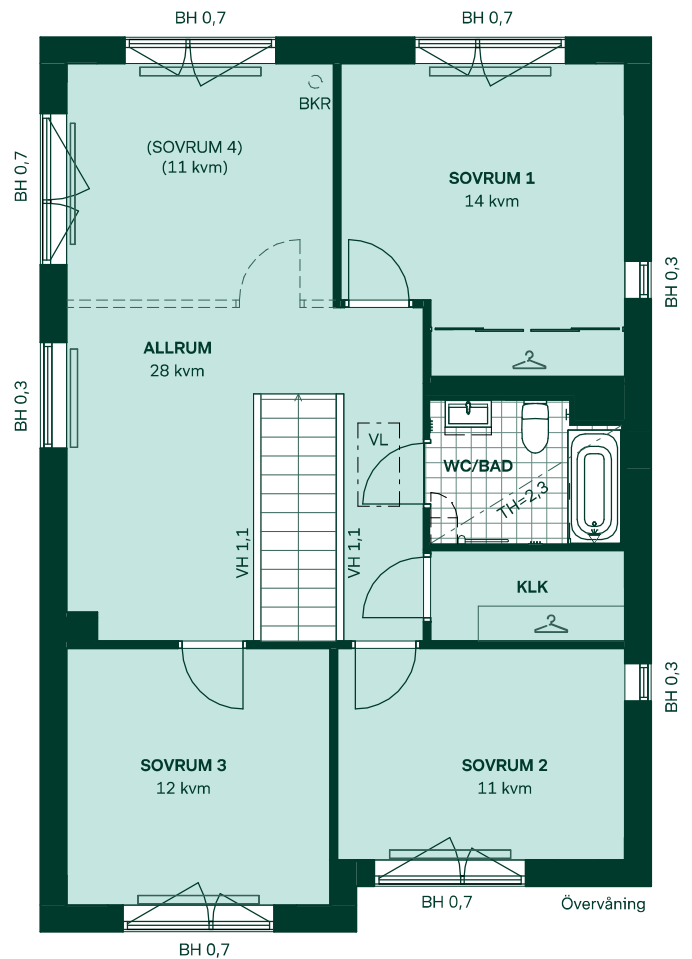 BH 0,7
BH 0,7
BKR
(SOVRUM 4)
(11 kvm)
BH 0,7
SOVRUM 1
14 kvm
BH 0,3
ALLRUM
28 kvm
BH 0,3
VL
WC/BAD
TH=2,3
VH 1,1
VH 1,1
KLK
BH 0,3
SOVRUM 3
12 kvm
SOVRUM 2
11 kvm
BH 0,7
Övervåning
BH 0,7